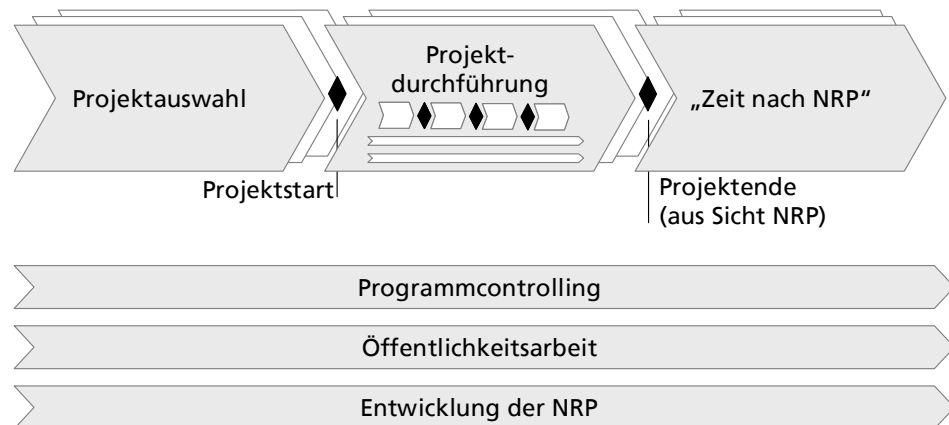 Projektauswahl
Projekt-
durchführung
„Zeit nach NRP“
Projektstart
Projektende
(aus Sicht NRP)
Programmcontrolling
Öffentlichkeitsarbeit
Entwicklung der NRP